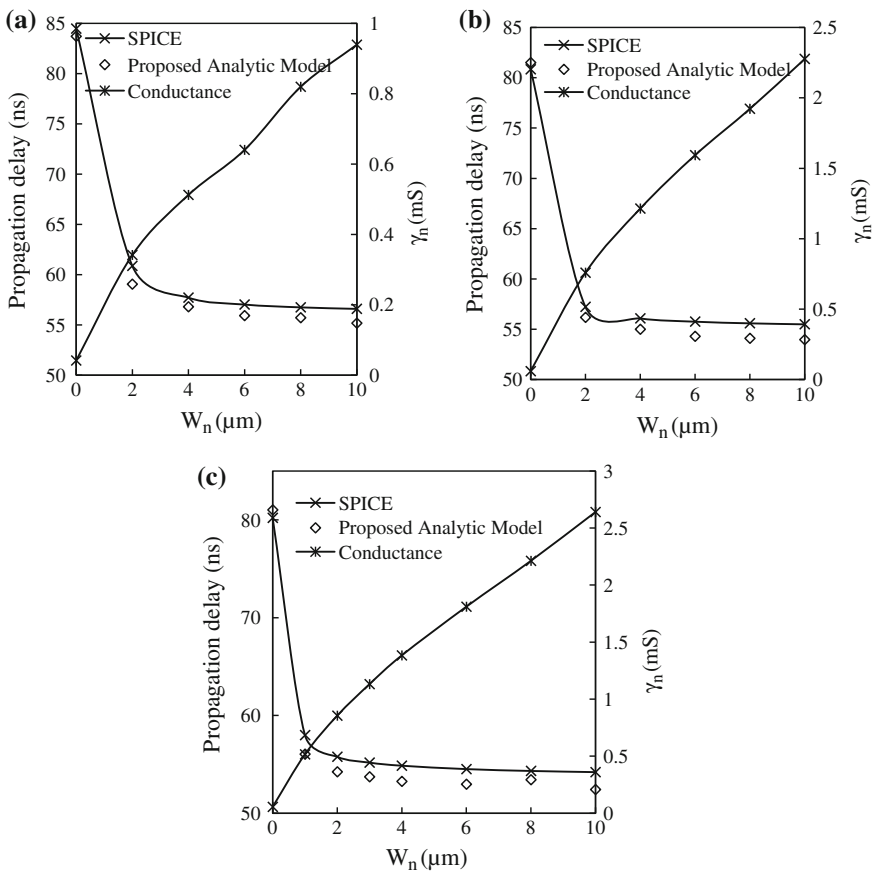 (a)
85
80
75
70
65
60
55
50
Propagation delay (ns)
SPICE
Proposed Analytic Model
Conductance
1
0.8
0.6
0.4
0.2
0
γn (mS)
0 2 4 6 8 10
Wn (μm)
(b)
85
80
75
70
65
60
55
50
Propagation delay (ns)
SPICE
Proposed Analytic Model
Conductance
2.5
2
1.5
1
0.5
0
γn (mS)
0 2 4 6 8 10
Wn (μm)
(c)
80
70
60
50
Propagation delay (ns)
SPICE
Proposed Analytic Model
Conductance
3
2.5
2
1.5
1
0.5
0
γn (mS)
0 2 4 6 8 10
Wn (μm)